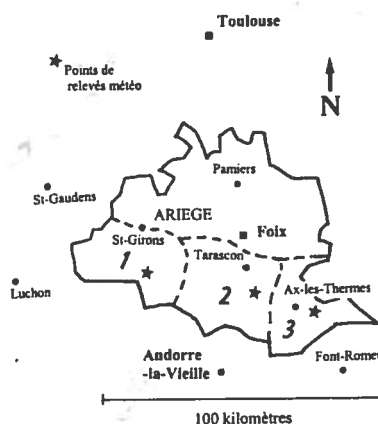 Toulouse
Points de
relevés météo
N
Pamiers
St-Gaudens
ARIEGE
St-Girons
Foix
Tarascon
1
2
Ax-les-Thermes
Luchon
3
Andorre
-la-Vieille
Font-Rome
100 kilomètres